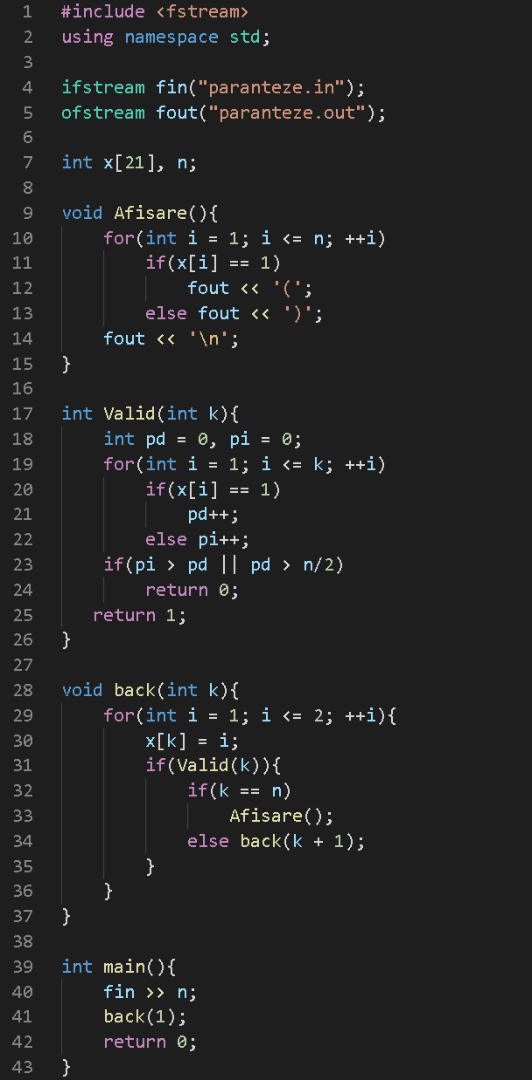 1 #include <fstream>
2 using namespace std;
3
4 ifstream fin("paranteze.in");
5 ofstream fout("paranteze.out");
6
7 int x[21], n;
8
9 void Afisare(){
10     for(int i = 1; i <= n; ++i)
11         if(x[i] == 1)
12             fout << '(';
13         else fout << ')';
14     fout << '\n';
15 }
16
17 int Valid(int k){
18     int pd = 0, pi = 0;
19     for(int i = 1; i <= k; ++i)
20         if(x[i] == 1)
21             pd++;
22         else pi++;
23     if(pi > pd || pd > n/2)
24         return 0;
25    return 1;
26 }
27
28 void back(int k){
29     for(int i = 1; i <= 2; ++i){
30         x[k] = i;
31         if(Valid(k)){
32             if(k == n)
33                 Afisare();
34             else back(k + 1);
35         }
36     }
37 }
38
39 int main(){
40     fin >> n;
41     back(1);
42     return 0;
43 }